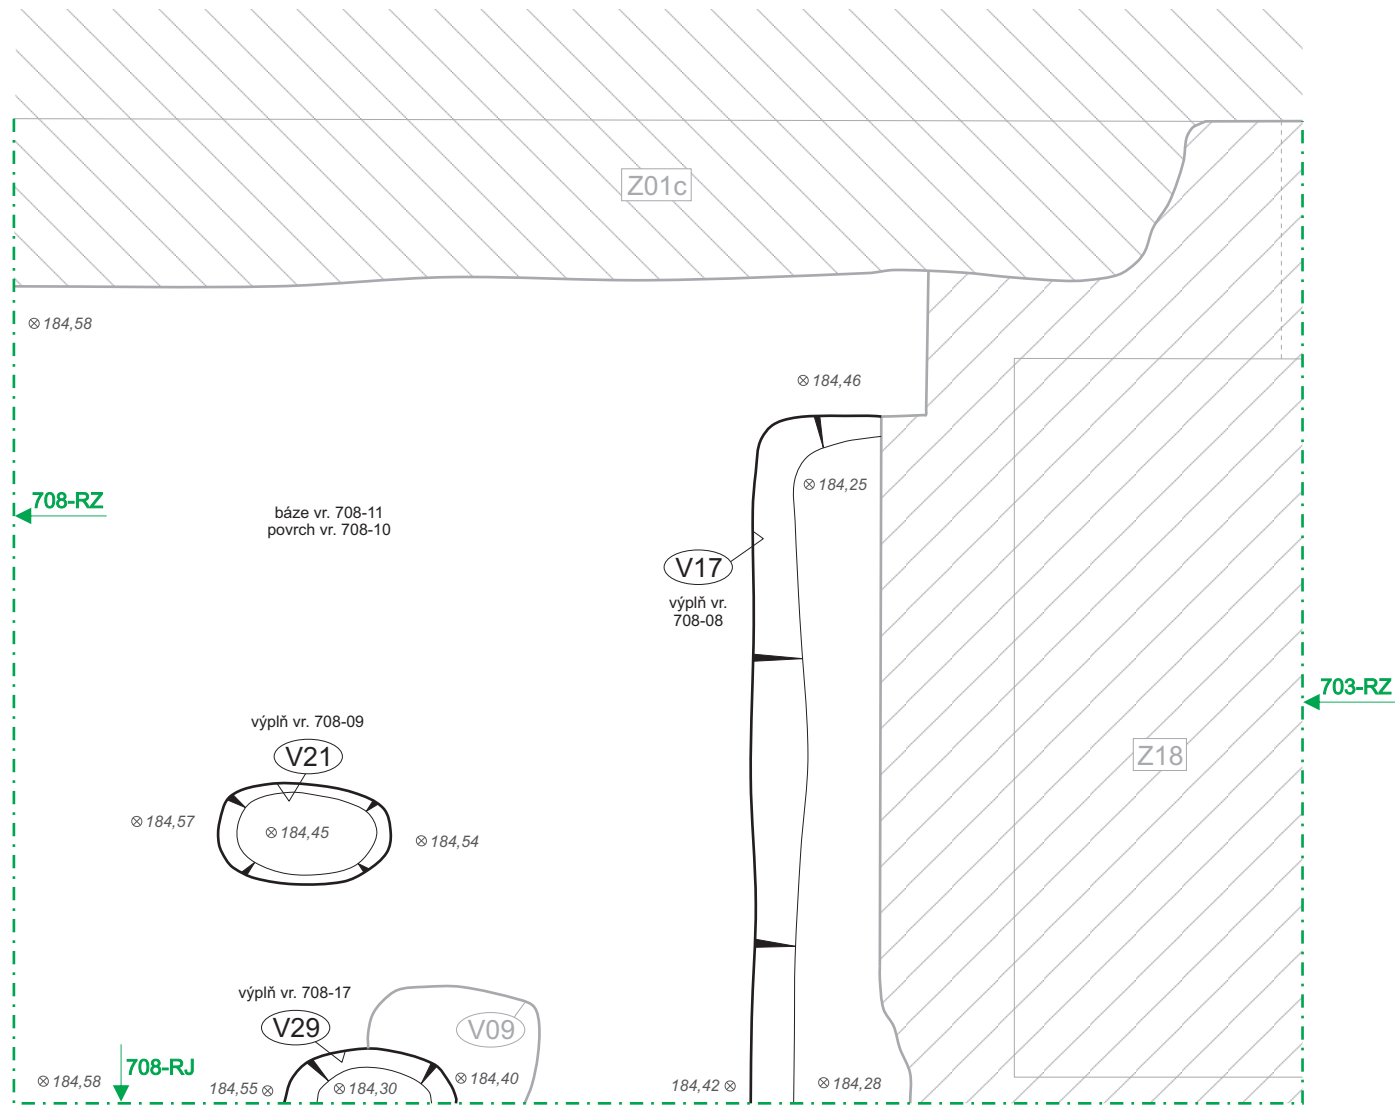 Z01c
184,58
184,46
184,25
708-RZ
báze vr. 708-11
povrch vr. 708-10
V17
výplň vr.
708-08
703-RZ
výplň vr. 708-09
V21
Z18
184,57
184,45
184,54
výplň vr. 708-17
V29
V09
708-RJ
184,58
184,55
184,30
184,40
184,42
184,28